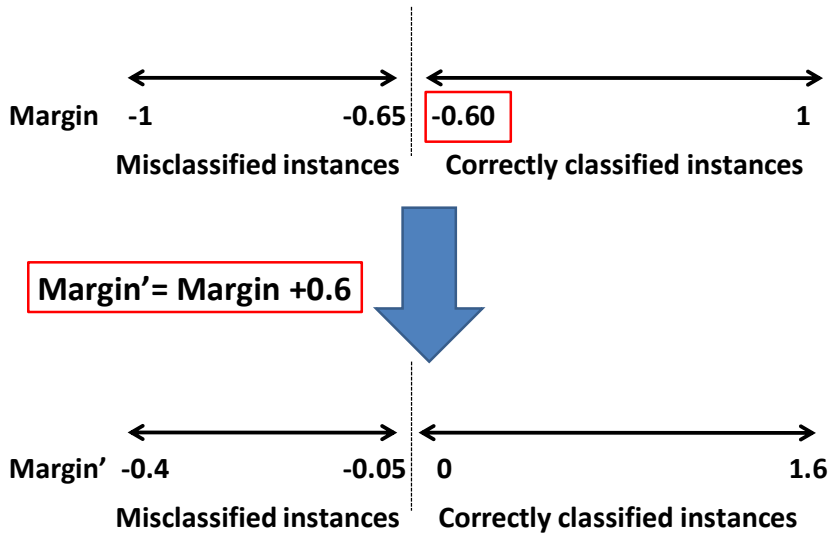 Margin -1 -0.65 -0.60 1
Misclassified instances Correctly classified instances
Margin’= Margin +0.6
Margin’ -0.4 -0.05 0 1.6
Misclassified instances Correctly classified instances